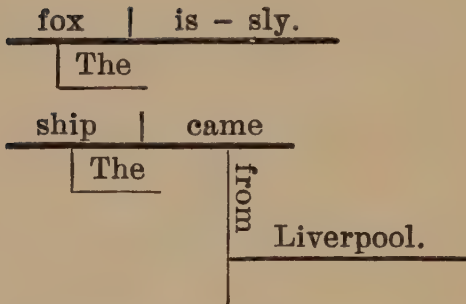 fox | is – sly.
The
ship | came
The
from
Liverpool.